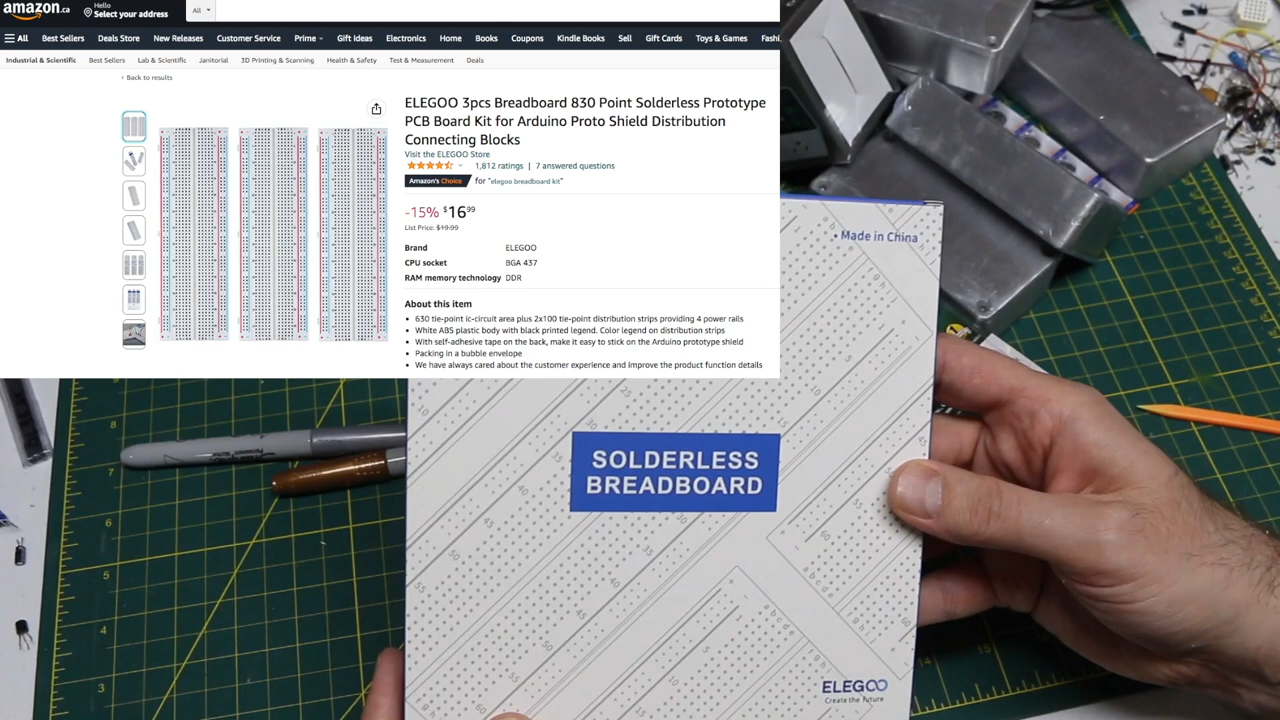 amazon.ca
Hello
Select your address
All
All
Best Sellers
Deals Store
New Releases
Customer Service
Prime
Gift Ideas
Electronics
Home
Books
Coupons
Kindle Books
Sell
Gift Cards
Toys & Games
Fashi
Industrial & Scientific
Best Sellers
Lab & Scientific
Janitorial
3D Printing & Scanning
Health & Safety
Test & Measurement
Deals
‹ Back to results
ELEGOO 3pcs Breadboard 830 Point Solderless Prototype
PCB Board Kit for Arduino Proto Shield Distribution
Connecting Blocks
Visit the ELEGOO Store
1,812 ratings | 7 answered questions
Amazon's Choice for "elegoo breadboard kit"
-15% $16 99
List Price: $19.99
Brand ELEGOO
CPU socket BGA 437
RAM memory technology DDR
About this item
• 630 tie-point ic-circuit area plus 2x100 tie-point distribution strips providing 4 power rails
• White ABS plastic body with black printed legend. Color legend on distribution strips
• With self-adhesive tape on the back, make it easy to stick on the Arduino prototype shield
• Packing in a bubble envelope
• We have always cared about the customer experience and improve the product function details
• Made in China
SOLDERLESS
BREADBOARD
ELEGOO
Create the Future
8
7
6
5
4
3